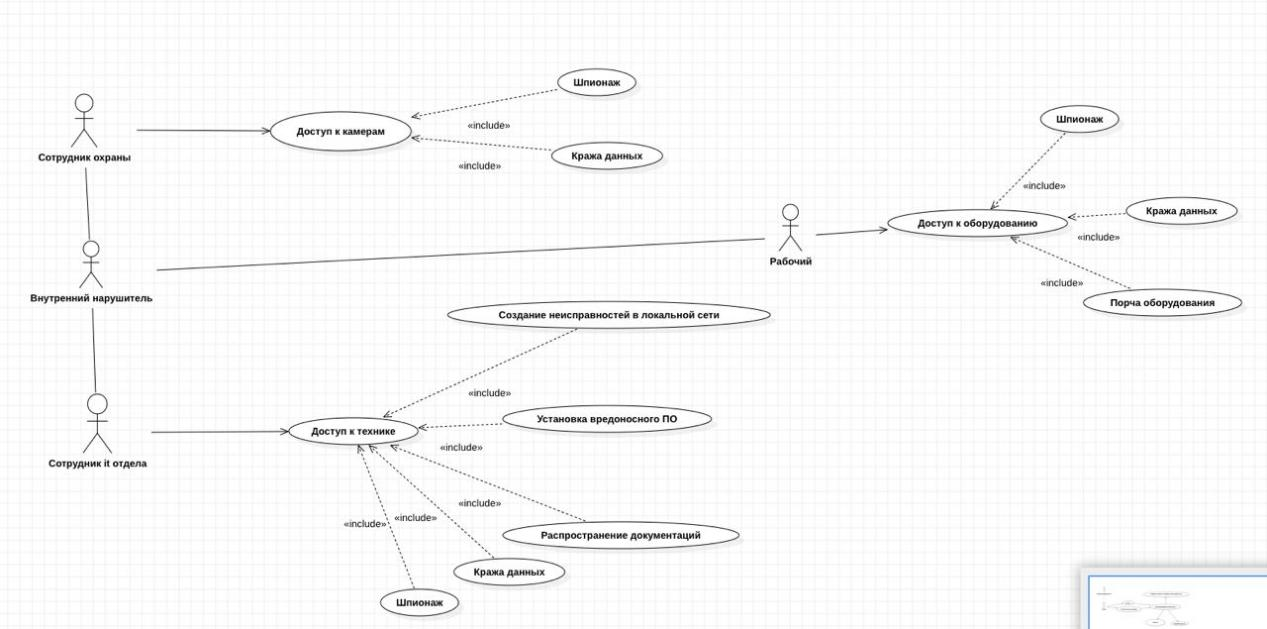 Шпионаж
Сотрудник охраны
Доступ к камерам
«include»
Кража данных
«include»
Шпионаж
«include»
Рабочий
Доступ к оборудованию
Кража данных
«include»
«include»
Порча оборудования
Внутренний нарушитель
Создание неисправностей в локальной сети
«include»
Сотрудник it отдела
Доступ к технике
Установка вредоносного ПО
«include»
«include»
«include»
«include»
Распространение документаций
Кража данных
Шпионаж